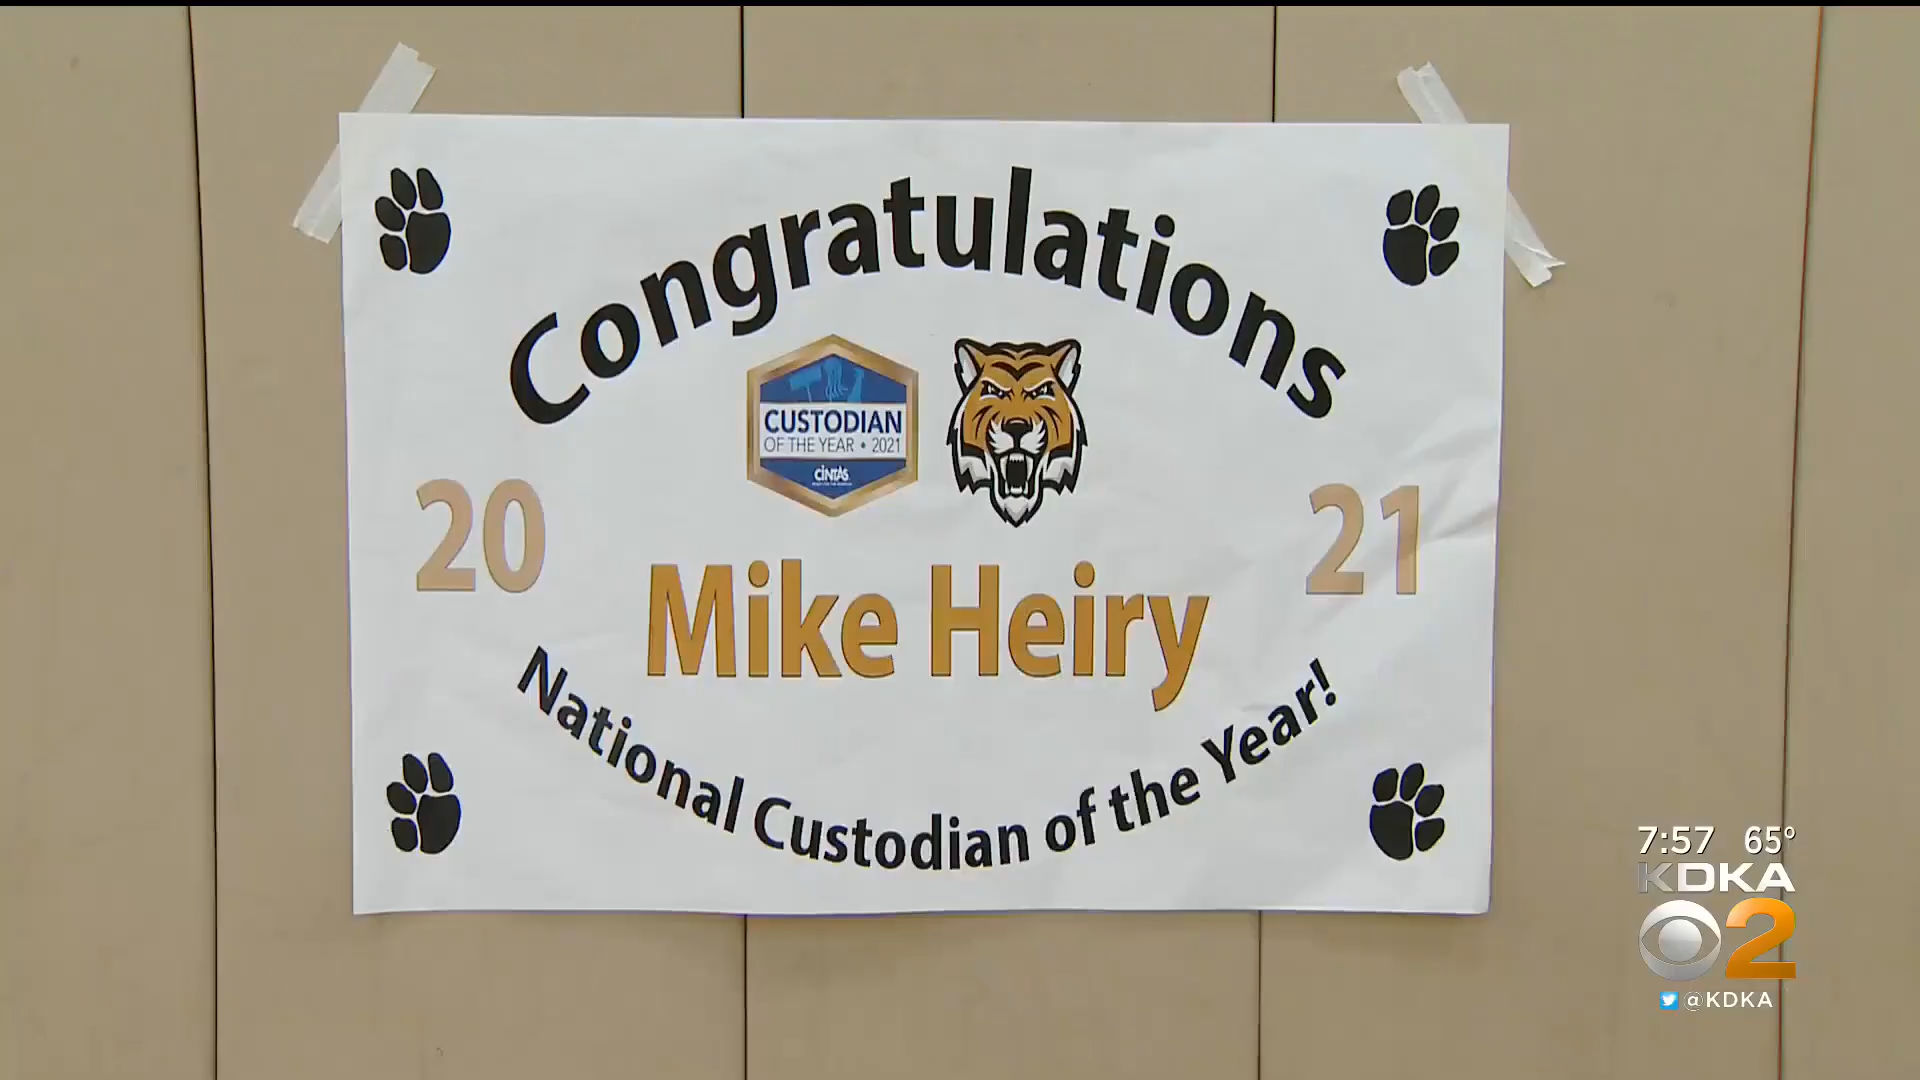 Congratulations
CUSTODIAN
OF THE YEAR • 2021
CINTAS
20 21
Mike Heiry
National Custodian of the Year!
7:57 65°
KDKA
2
@KDKA